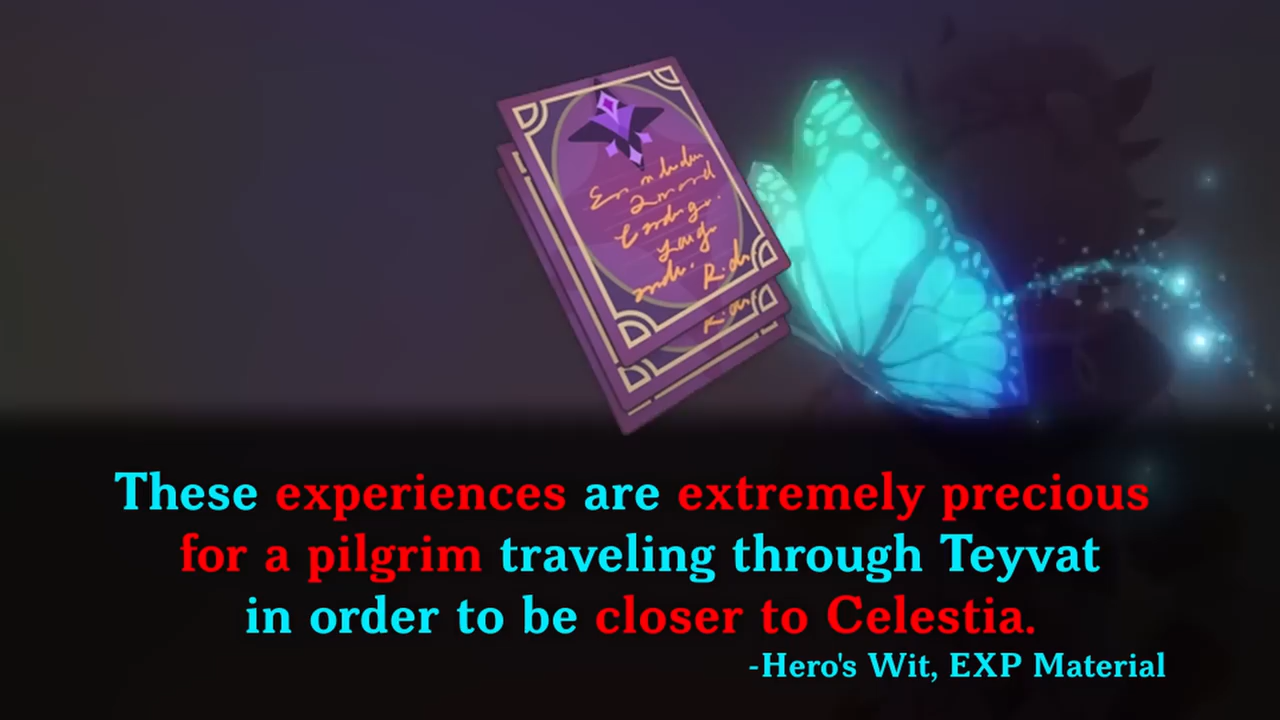 These experiences are extremely precious
for a pilgrim traveling through Teyvat
in order to be closer to Celestia.
-Hero's Wit, EXP Material